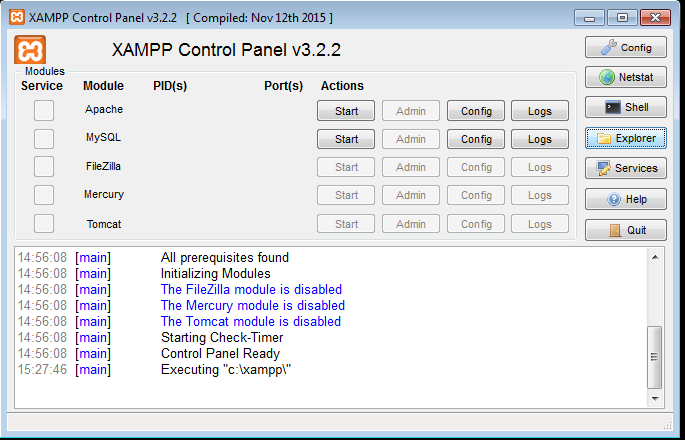 XAMPP Control Panel v3.2.2 [ Compiled: Nov 12th 2015 ]
XAMPP Control Panel v3.2.2
Config
Modules
Service Module PID(s) Port(s) Actions
Netstat
Apache Start Admin Config Logs
Shell
MySQL Start Admin Config Logs
Explorer
FileZilla Start Admin Config Logs
Services
Mercury Start Admin Config Logs
Help
Tomcat Start Admin Config Logs
Quit
14:56:08 [main] All prerequisites found
14:56:08 [main] Initializing Modules
14:56:08 [main] The FileZilla module is disabled
14:56:08 [main] The Mercury module is disabled
14:56:08 [main] The Tomcat module is disabled
14:56:08 [main] Starting Check-Timer
14:56:08 [main] Control Panel Ready
15:27:46 [main] Executing "c:\xampp\"